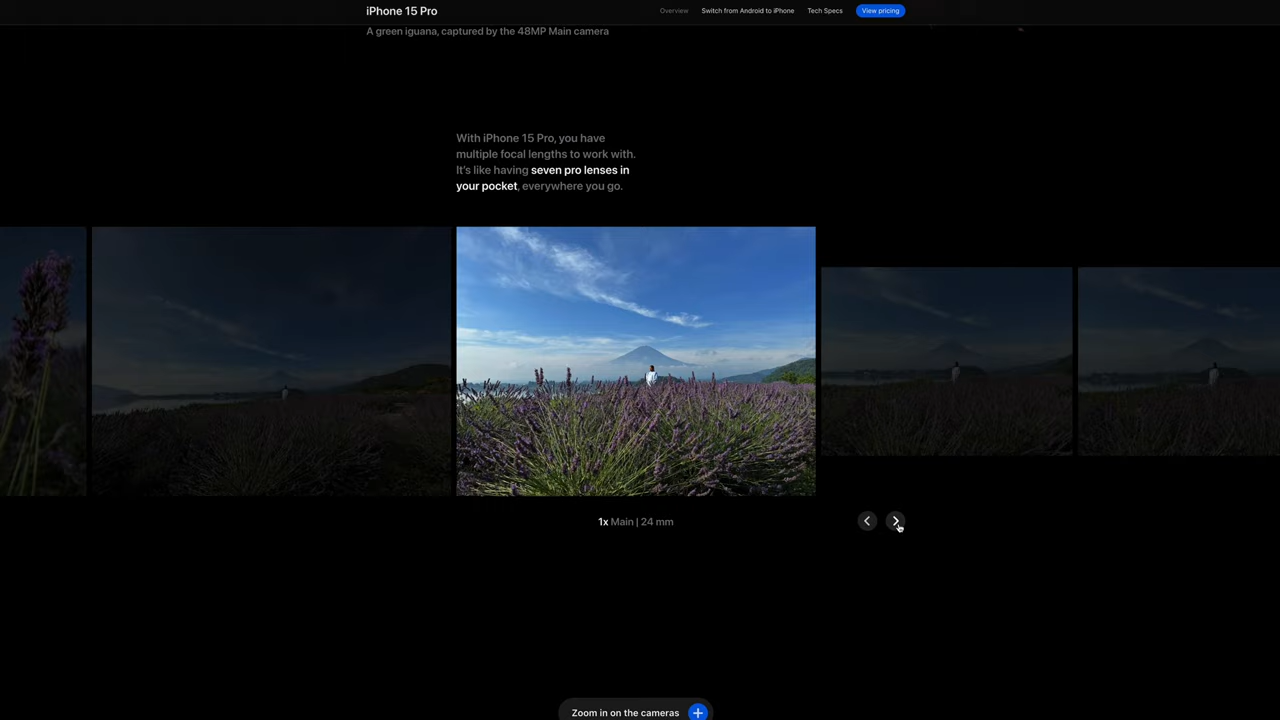 iPhone 15 Pro
Overview
Switch from Android to iPhone
Tech Specs
View pricing
A green iguana, captured by the 48MP Main camera
With iPhone 15 Pro, you have
multiple focal lengths to work with.
It's like having seven pro lenses in
your pocket, everywhere you go.
1x Main | 24 mm
Zoom in on the cameras